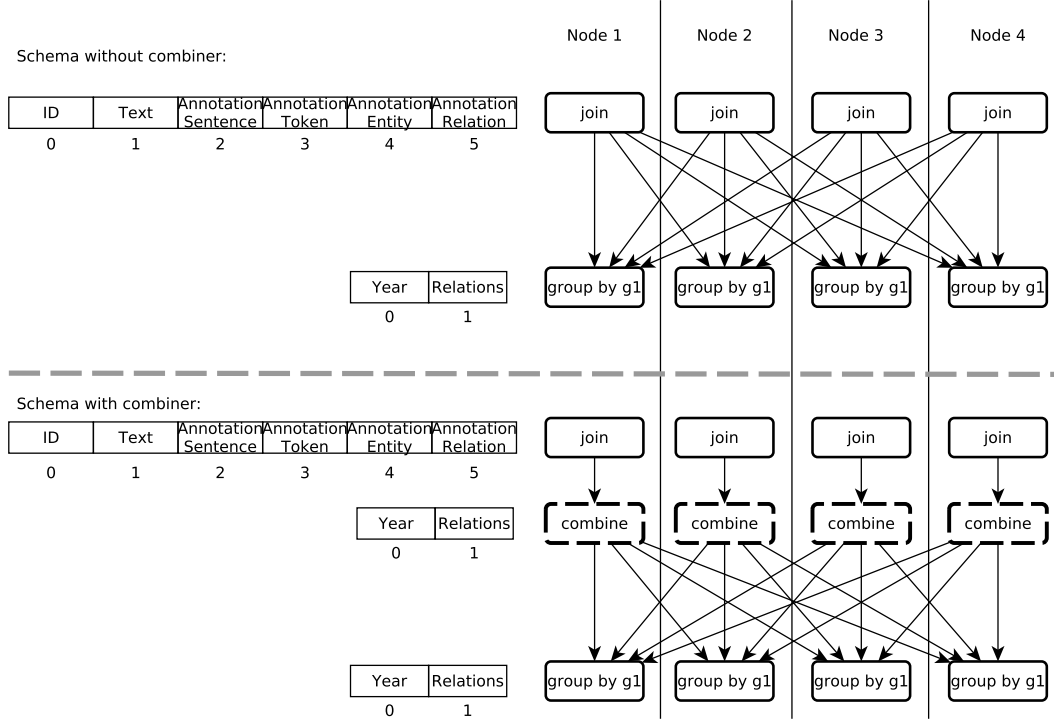 Node 1 Node 2 Node 3 Node 4
Schema without combiner:
ID Text Annotation Sentence Annotation Token Annotation Entity Annotation Relation
join join join join
0 1 2 3 4 5
Year Relations
group by g1 group by g1 group by g1 group by g1
0 1
Schema with combiner:
ID Text Annotation Sentence Annotation Token Annotation Entity Annotation Relation
join join join join
0 1 2 3 4 5
Year Relations
combine combine combine combine
0 1
Year Relations
group by g1 group by g1 group by g1 group by g1
0 1